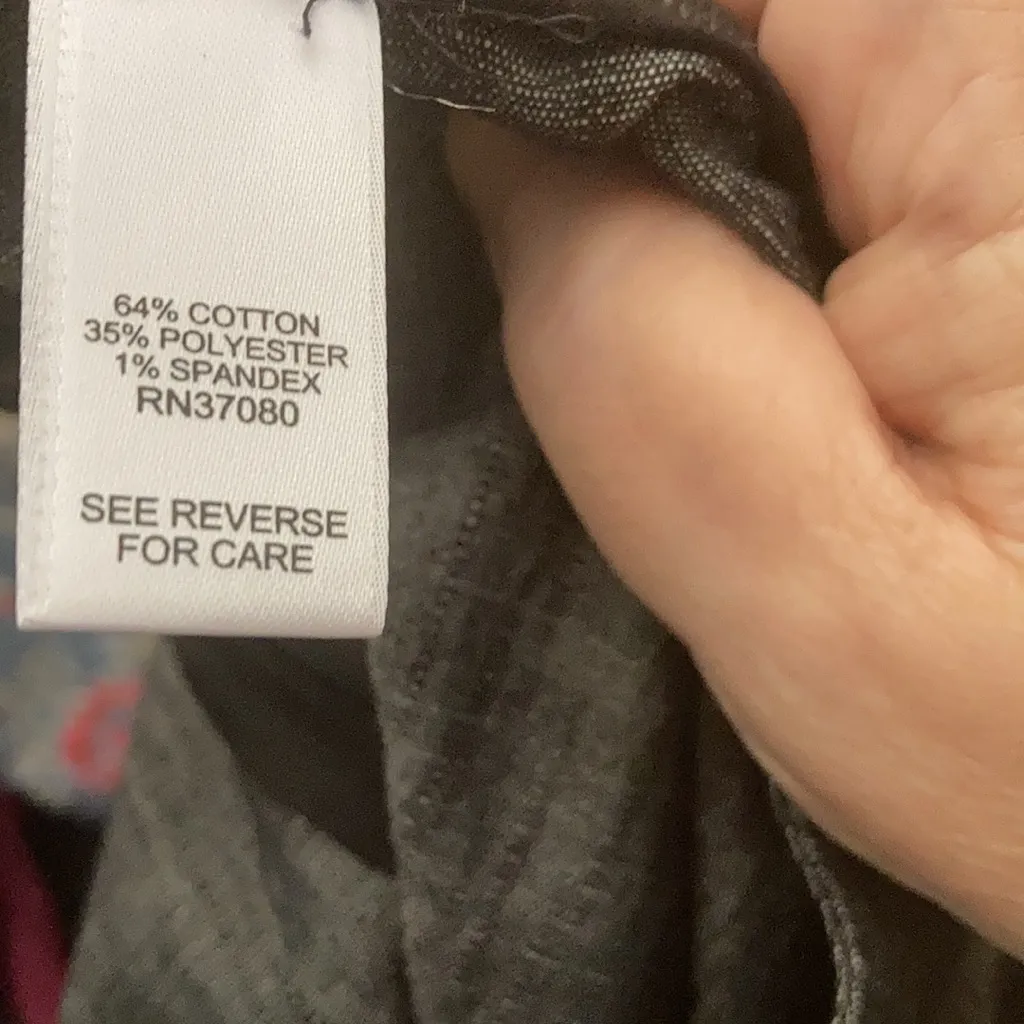 64% COTTON
35% POLYESTER
1% SPANDEX
RN37080
SEE REVERSE
FOR CARE